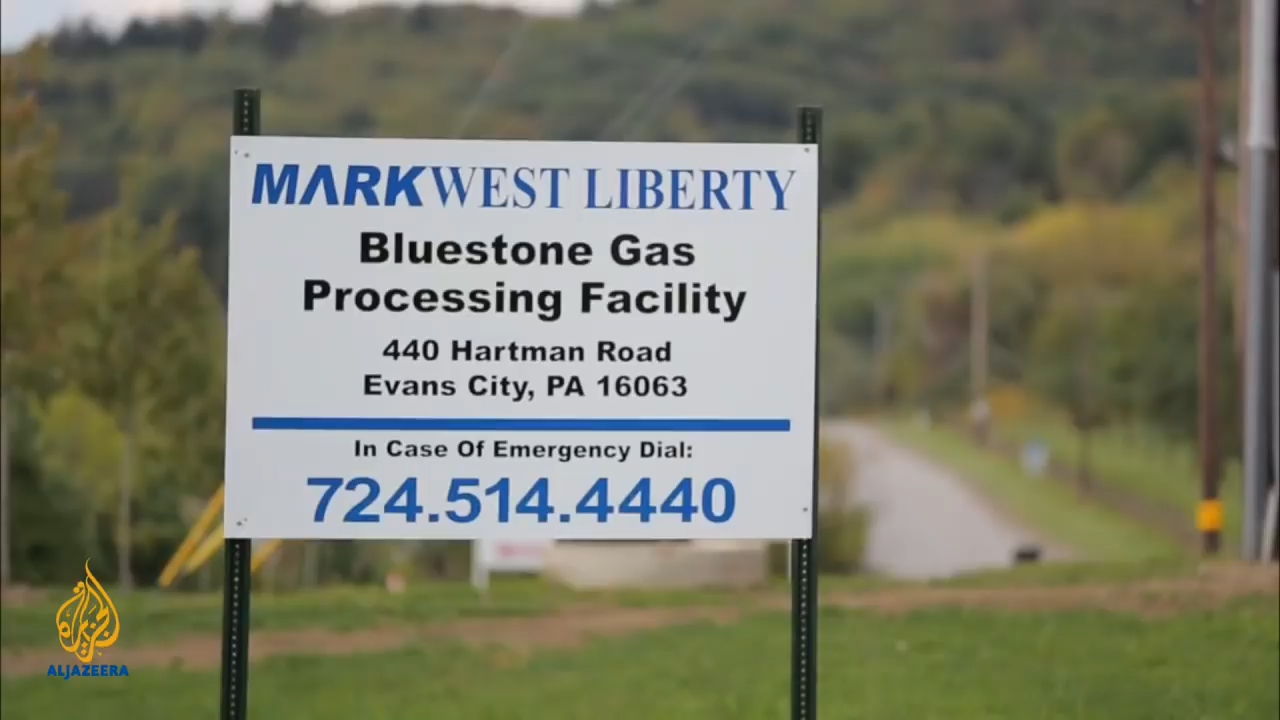 MARKWEST LIBERTY
Bluestone Gas
Processing Facility
440 Hartman Road
Evans City, PA 16063
In Case Of Emergency Dial:
724.514.4440
الجزيرة
ALJAZEERA